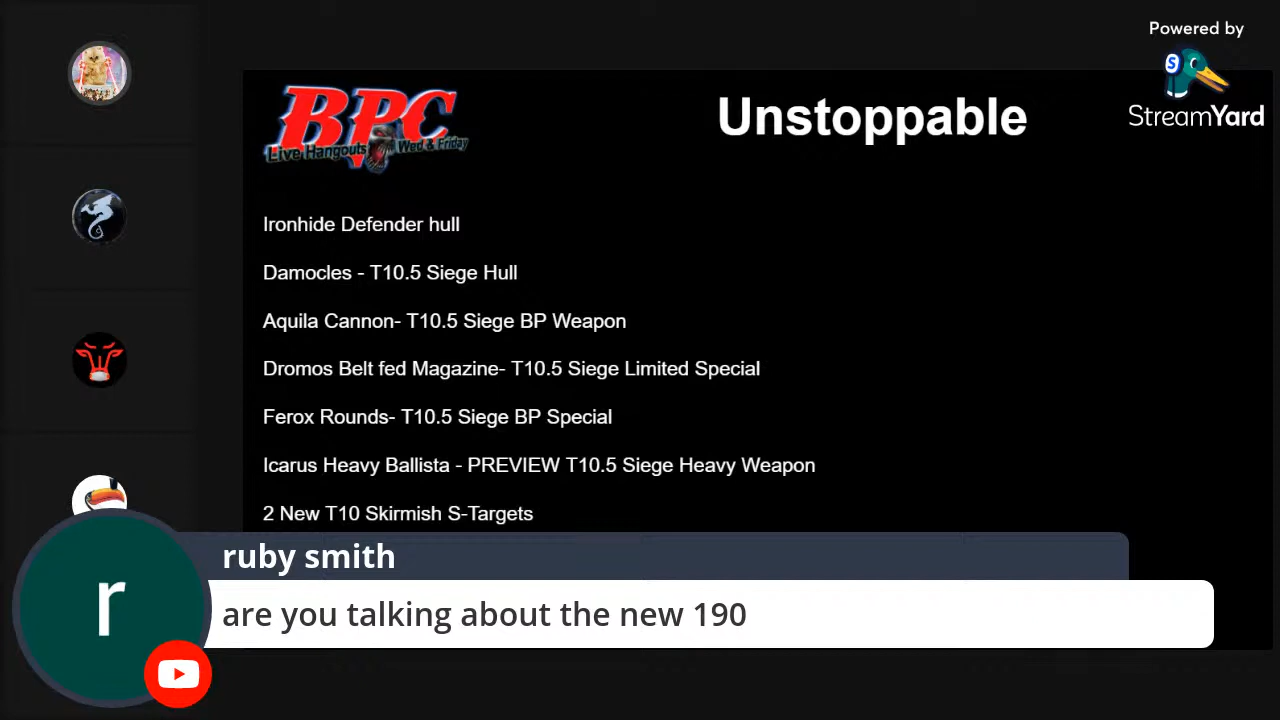 Powered by
StreamYard
BPC
Live Hangouts Wed & Friday
Unstoppable
Ironhide Defender hull
Damocles - T10.5 Siege Hull
Aquila Cannon- T10.5 Siege BP Weapon
Dromos Belt fed Magazine- T10.5 Siege Limited Special
Ferox Rounds- T10.5 Siege BP Special
Icarus Heavy Ballista - PREVIEW T10.5 Siege Heavy Weapon
2 New T10 Skirmish S-Targets
r
ruby smith
are you talking about the new 190